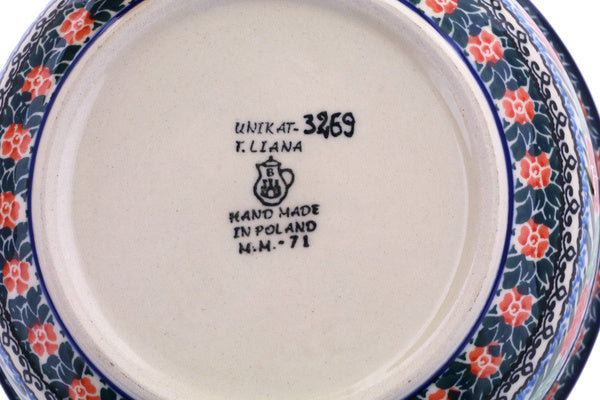 UNIKAT-3269
T. LIANA
B
HAND MADE
IN POLAND
M.M.-71